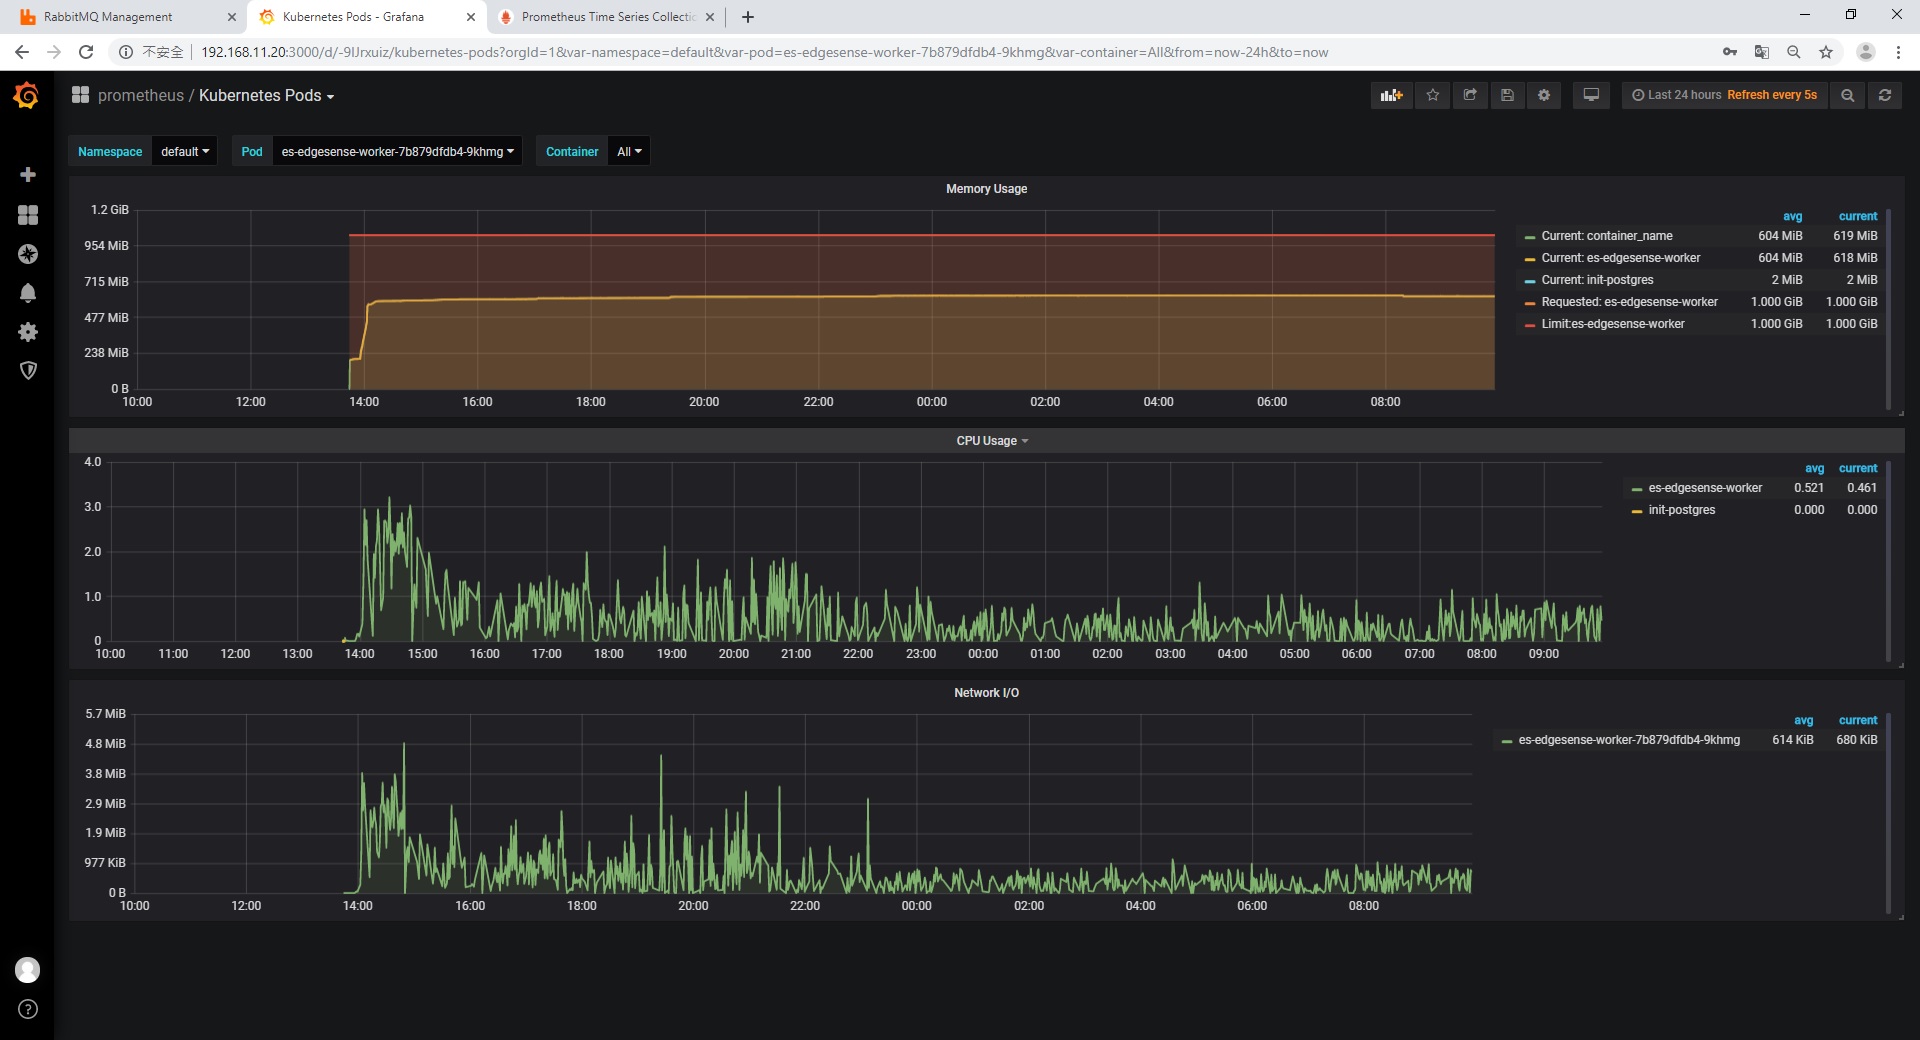 RabbitMQ Management
Kubernetes Pods - Grafana
Prometheus Time Series Collecti
不安全
192.168.11.20:3000/d/-9IJrxuiz/kubernetes-pods?orgId=1&var-namespace=default&var-pod=es-edgesense-worker-7b879dfdb4-9khmg&var-container=All&from=now-24h&to=now
prometheus / Kubernetes Pods
Last 24 hours Refresh every 5s
Namespace default
Pod es-edgesense-worker-7b879dfdb4-9khmg
Container All
Memory Usage
1.2 GiB
954 MiB
715 MiB
477 MiB
238 MiB
0 B
10:00 12:00 14:00 16:00 18:00 20:00 22:00 00:00 02:00 04:00 06:00 08:00
avg current
Current: container_name 604 MiB 619 MiB
Current: es-edgesense-worker 604 MiB 618 MiB
Current: init-postgres 2 MiB 2 MiB
Requested: es-edgesense-worker 1.000 GiB 1.000 GiB
Limit:es-edgesense-worker 1.000 GiB 1.000 GiB
CPU Usage
4.0
3.0
2.0
1.0
0
10:00 11:00 12:00 13:00 14:00 15:00 16:00 17:00 18:00 19:00 20:00 21:00 22:00 23:00 00:00 01:00 02:00 03:00 04:00 05:00 06:00 07:00 08:00 09:00
avg current
es-edgesense-worker 0.521 0.461
init-postgres 0.000 0.000
Network I/O
5.7 MiB
4.8 MiB
3.8 MiB
2.9 MiB
1.9 MiB
977 KiB
0 B
10:00 12:00 14:00 16:00 18:00 20:00 22:00 00:00 02:00 04:00 06:00 08:00
avg current
es-edgesense-worker-7b879dfdb4-9khmg 614 KiB 680 KiB